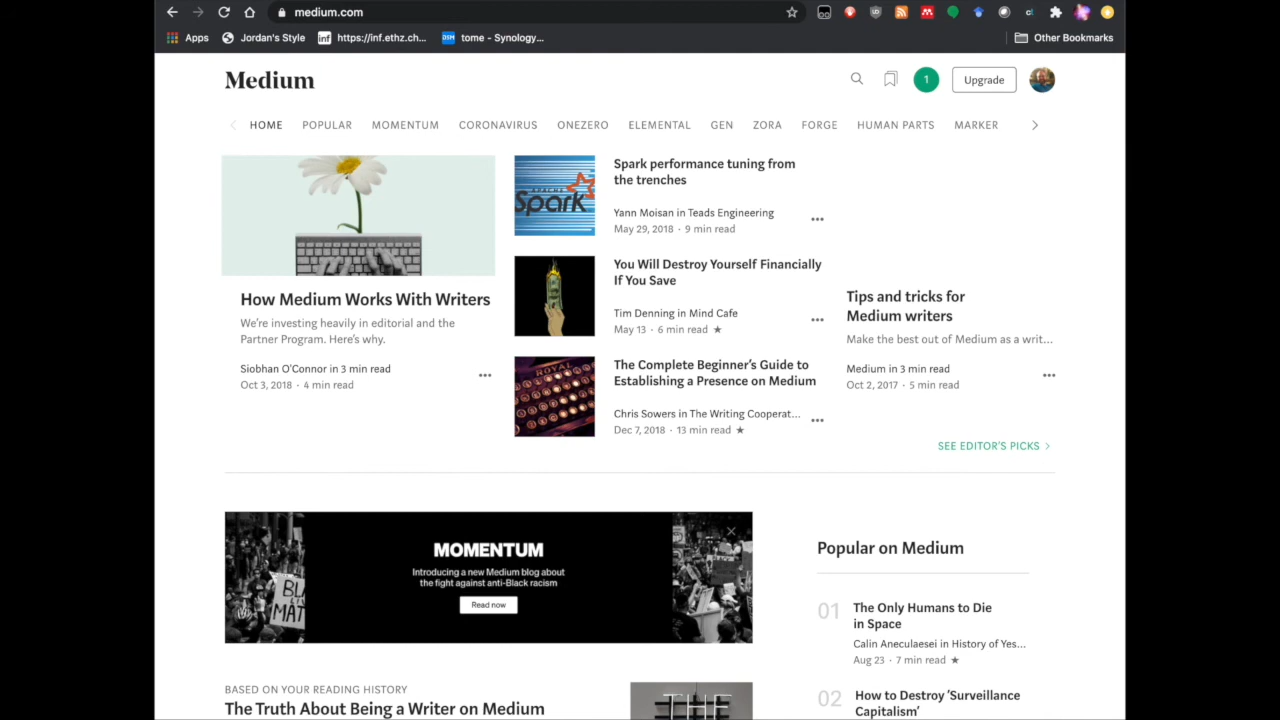 medium.com
Apps
Jordan's Style
inf
https://inf.ethz.ch...
DSM
tome - Synology...
Other Bookmarks
Medium
1
Upgrade
HOME
POPULAR
MOMENTUM
CORONAVIRUS
ONEZERO
ELEMENTAL
GEN
ZORA
FORGE
HUMAN PARTS
MARKER
How Medium Works With Writers
We're investing heavily in editorial and the
Partner Program. Here's why.
Siobhan O'Connor in 3 min read
Oct 3, 2018 · 4 min read
APACHE
Spark
Spark performance tuning from
the trenches
Yann Moisan in Teads Engineering
May 29, 2018 · 9 min read
You Will Destroy Yourself Financially
If You Save
Tim Denning in Mind Cafe
May 13 · 6 min read ★
ROYAL
The Complete Beginner's Guide to
Establishing a Presence on Medium
Chris Sowers in The Writing Cooperat...
Dec 7, 2018 · 13 min read ★
Tips and tricks for
Medium writers
Make the best out of Medium as a writ...
Medium in 3 min read
Oct 2, 2017 · 5 min read
SEE EDITOR'S PICKS
MOMENTUM
Introducing a new Medium blog about
the fight against anti-Black racism
Read now
Popular on Medium
01
The Only Humans to Die
in Space
Calin Aneculaesei in History of Yes...
Aug 23 · 7 min read ★
02
How to Destroy 'Surveillance
Capitalism'
BASED ON YOUR READING HISTORY
The Truth About Being a Writer on Medium
THE